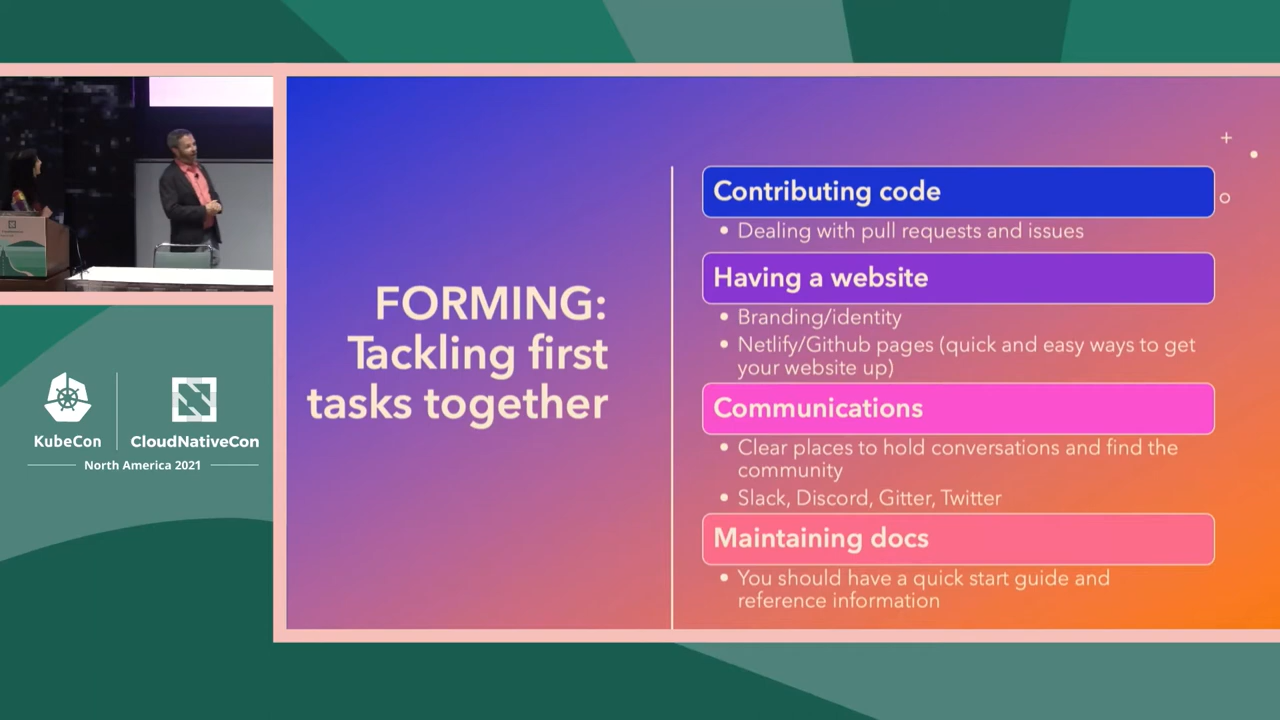 FORMING:
Tackling first
tasks together
Contributing code
• Dealing with pull requests and issues
Having a website
• Branding/identity
• Netlify/Github pages (quick and easy ways to get
your website up)
Communications
• Clear places to hold conversations and find the
community
• Slack, Discord, Gitter, Twitter
Maintaining docs
• You should have a quick start guide and
reference information
KubeCon
CloudNativeCon
North America 2021